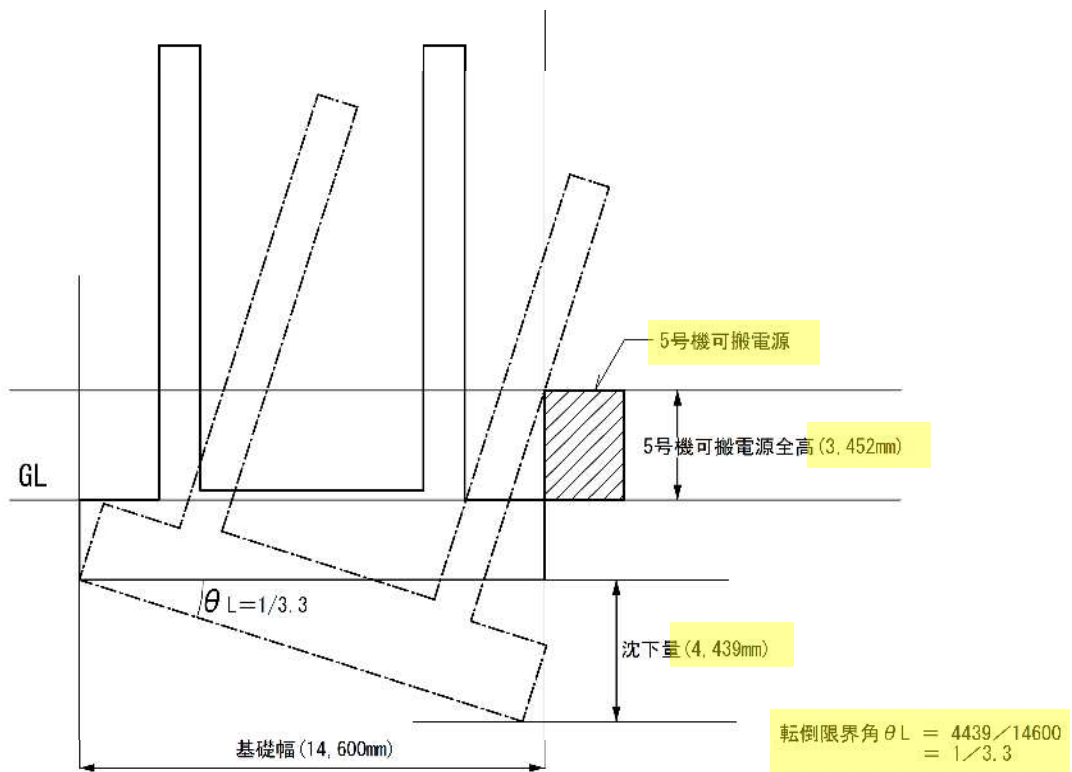 5号機可搬電源
5号機可搬電源全高(3,452mm)
GL
θL=1/3.3
沈下量(4,439mm)
基礎幅(14,600mm)
転倒限界角θL = 4439/14600
= 1/3.3